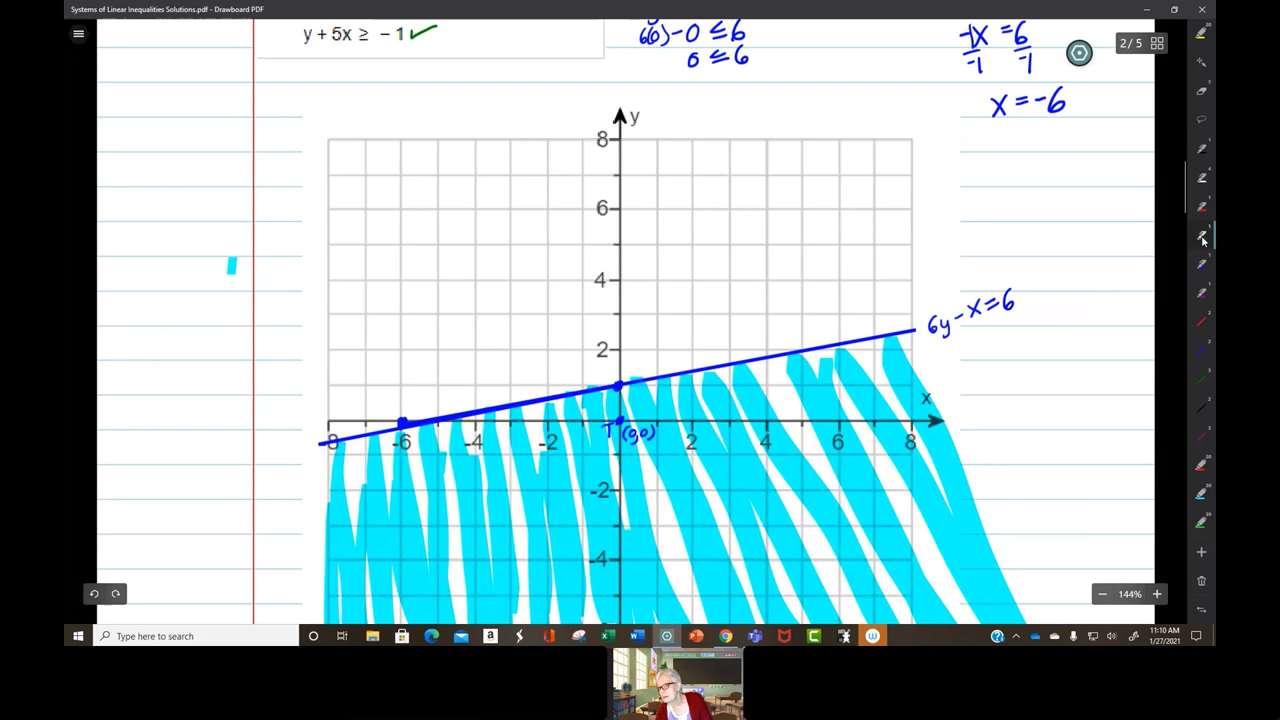 Systems of Linear Inequalities Solutions.pdf - Drawboard PDF
y + 5x ≥ − 1 ✓
6(0) − 0 ≤ 6
0 ≤ 6
-1x = 6
-1 -1
x = -6
2 / 5
y
8
6
4
2
6y − x = 6
x
-8 -6 -4 -2 2 4 6 8
T (0,0)
-2
-4
144%
Type here to search
11:10 AM
1/27/2021